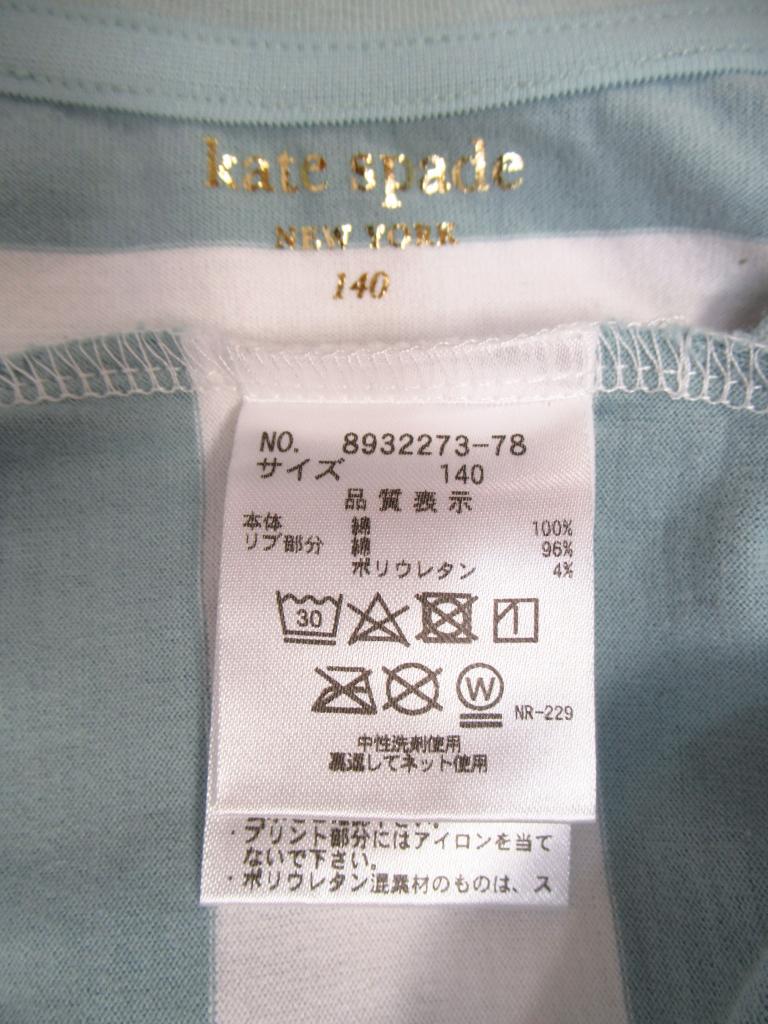 kate spade
NEW YORK
140
NO. 8932273-78
サイズ 140
品質表示
本体 綿 100%
リブ部分 綿 96%
ポリウレタン 4%
30
W
NR-229
中性洗剤使用
裏返してネット使用
・プリント部分にはアイロンを当て
ないで下さい。
・ポリウレタン混素材のものは、ス